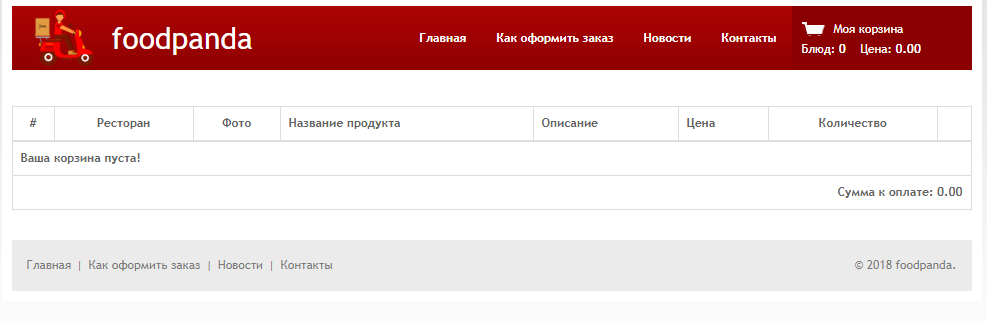 foodpanda
Главная Как оформить заказ Новости Контакты
Моя корзина
Блюд: 0 Цена: 0.00
# Ресторан Фото Название продукта Описание Цена Количество
Ваша корзина пуста!
Сумма к оплате: 0.00
Главная | Как оформить заказ | Новости | Контакты
© 2018 foodpanda.